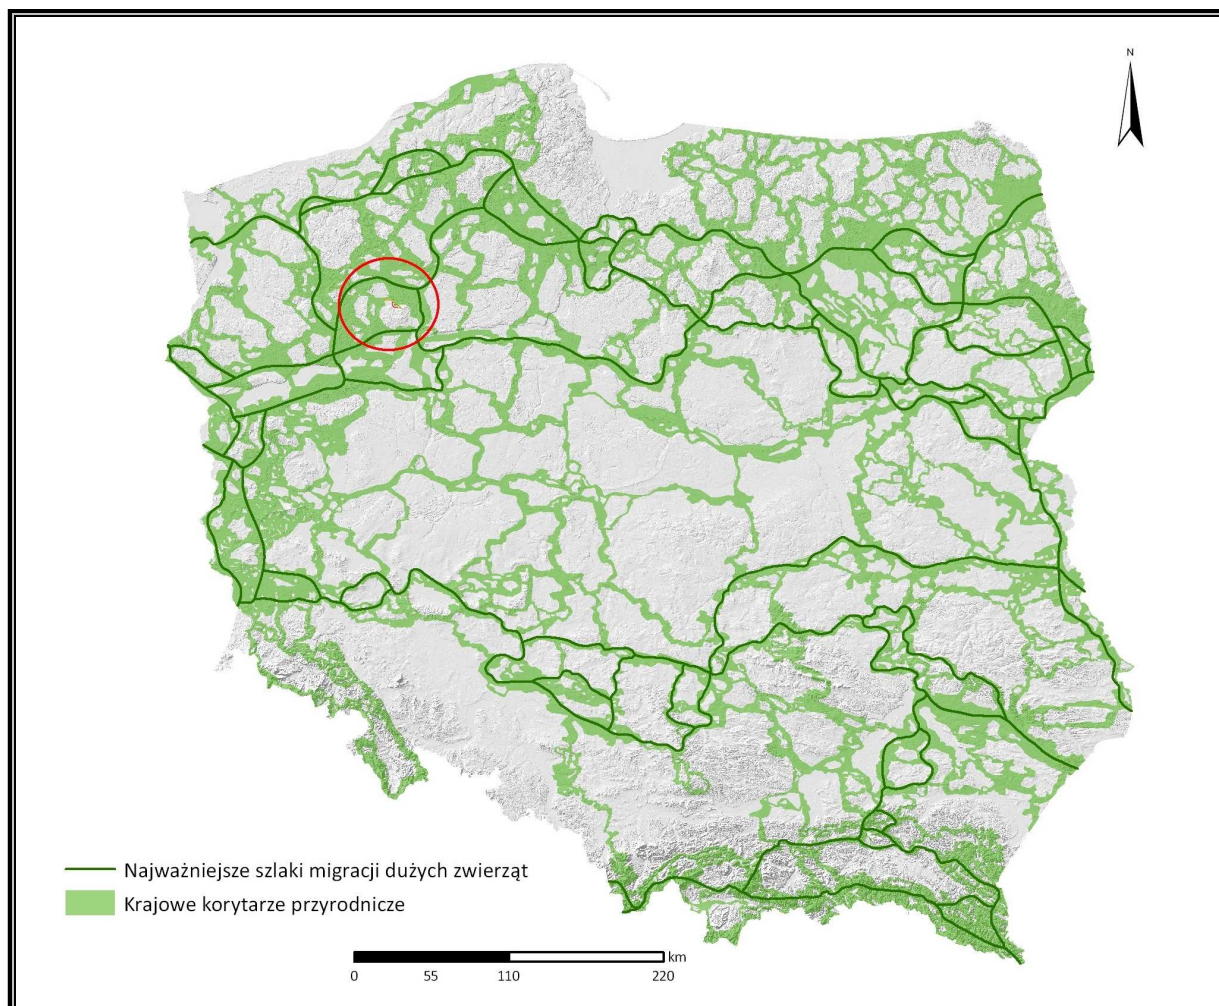 N
Najważniejsze szlaki migracji dużych zwierząt
Krajowe korytarze przyrodnicze
km
0 55 110 220